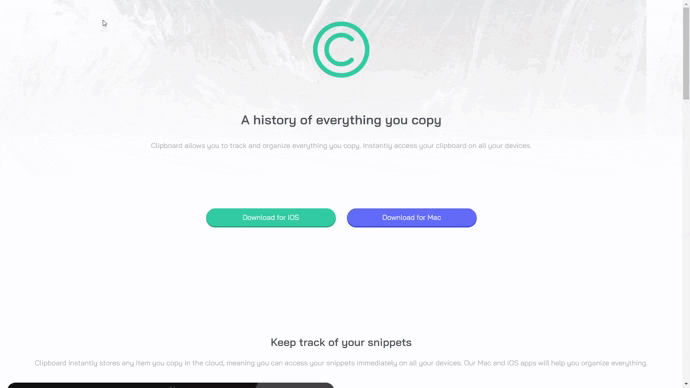 A history of everything you copy
Clipboard allows you to track and organize everything you copy. Instantly access your clipboard on all your devices.
Download for iOS
Download for Mac
Keep track of your snippets
Clipboard instantly stores any item you copy in the cloud, meaning you can access your snippets immediately on all your devices. Our Mac and iOS apps will help you organize everything.